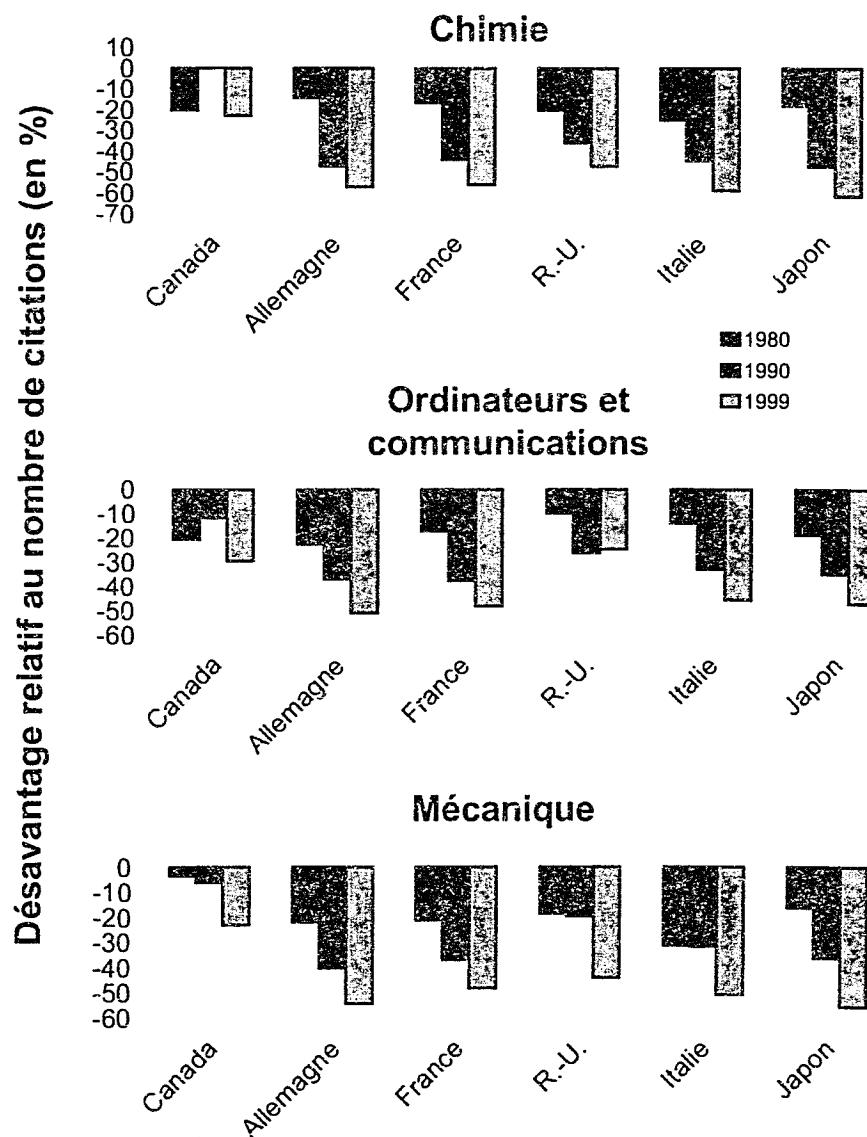 Désavantage relatif au nombre de citations (en %)
Chimie
10
0
-10
-20
-30
-40
-50
-60
-70
Canada
Allemagne
France
R.-U.
Italie
Japon
1980
1990
1999
Ordinateurs et
communications
0
-10
-20
-30
-40
-50
-60
Canada
Allemagne
France
R.-U.
Italie
Japon
Mécanique
0
-10
-20
-30
-40
-50
-60
Canada
Allemagne
France
R.-U.
Italie
Japon